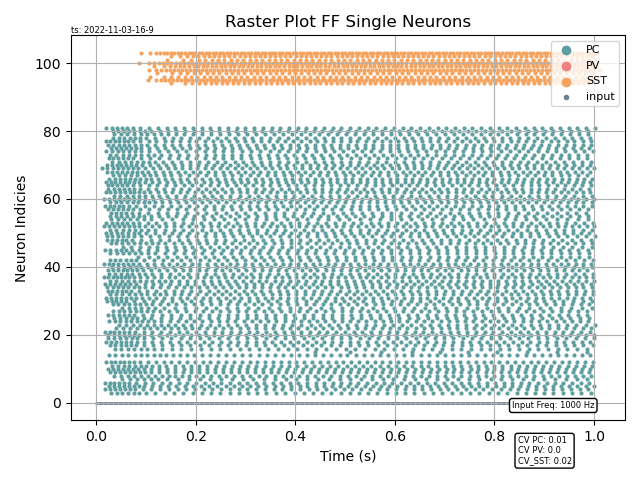 Raster Plot FF Single Neurons
ts: 2022-11-03-16-9
PC
PV
SST
input
100
80
60
40
20
0
Neuron Indicies
Input Freq: 1000 Hz
0.0 0.2 0.4 0.6 0.8 1.0
Time (s)
CV PC: 0.01
CV PV: 0.0
CV_SST: 0.02